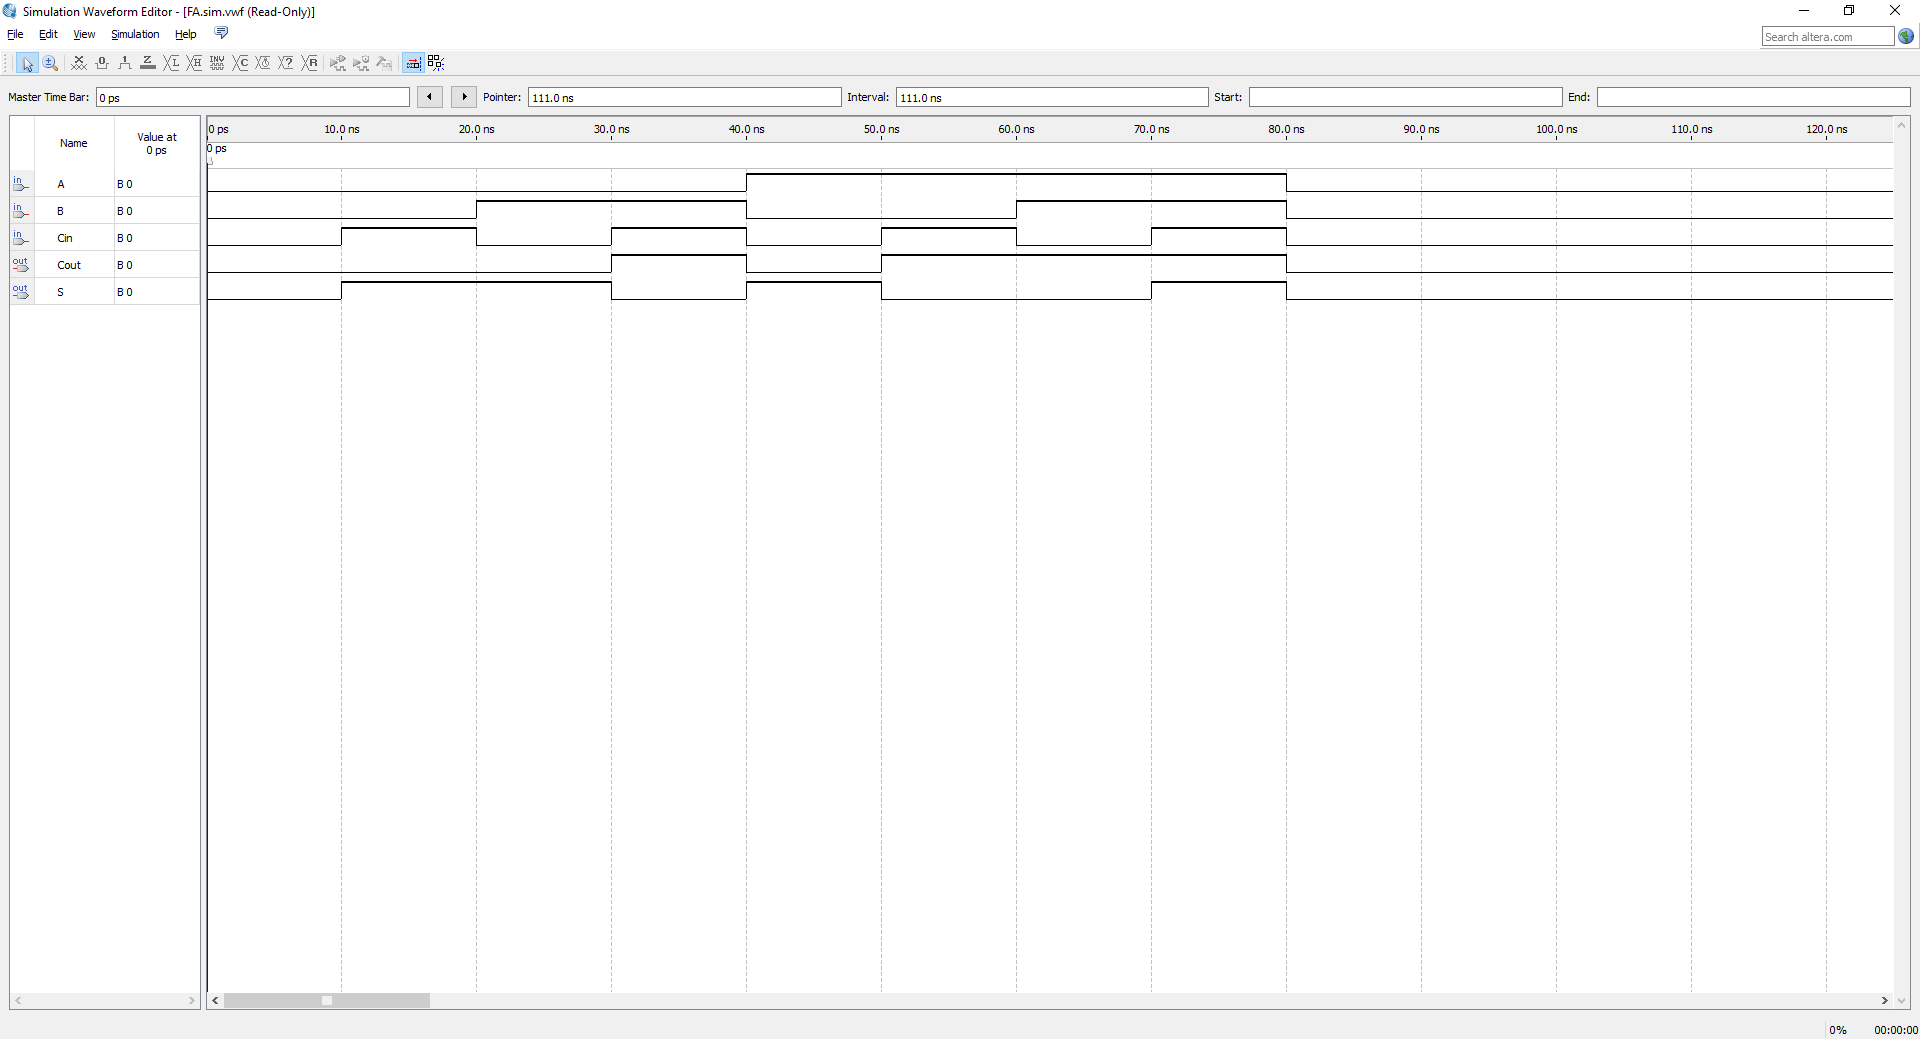 Simulation Waveform Editor - [FA.sim.vwf (Read-Only)]
File Edit View Simulation Help
Search altera.com
Master Time Bar: 0 ps Pointer: 111.0 ns Interval: 111.0 ns Start: End:
Name Value at 0 ps
0 ps 10.0 ns 20.0 ns 30.0 ns 40.0 ns 50.0 ns 60.0 ns 70.0 ns 80.0 ns 90.0 ns 100.0 ns 110.0 ns 120.0 ns
0 ps
in A B 0
in B B 0
in Cin B 0
out Cout B 0
out S B 0
0% 00:00:00